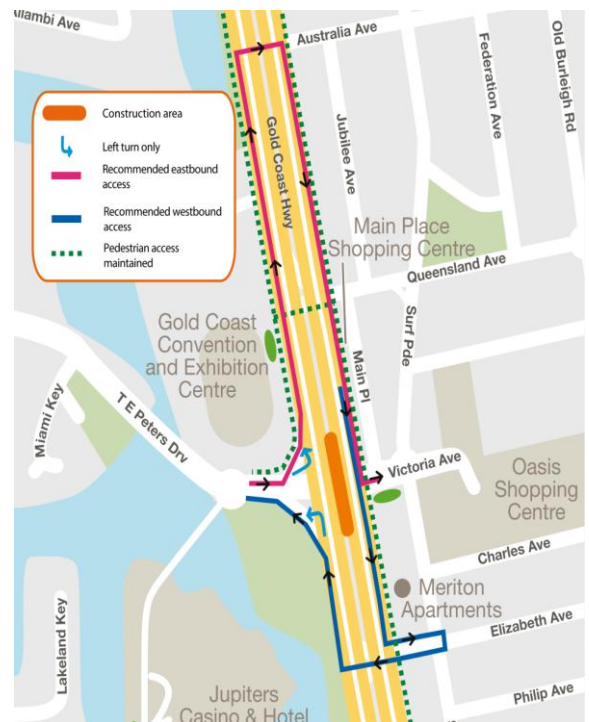 Allambi Ave
Australia Ave
Federation Ave
Old Burleigh Rd
Construction area
Left turn only
Recommended eastbound
access
Recommended westbound
access
Pedestrian access
maintained
Gold Coast Hwy
Jubilee Ave
Main Place
Shopping Centre
Queensland Ave
Gold Coast
Convention
and Exhibition
Centre
Surf Pde
Main Pl
Miami Key
T E Peters Drv
Victoria Ave
Oasis
Shopping
Centre
Charles Ave
Meriton
Apartments
Elizabeth Ave
Lakeland Key
Philip Ave
Jupiters
Casino & Hotel